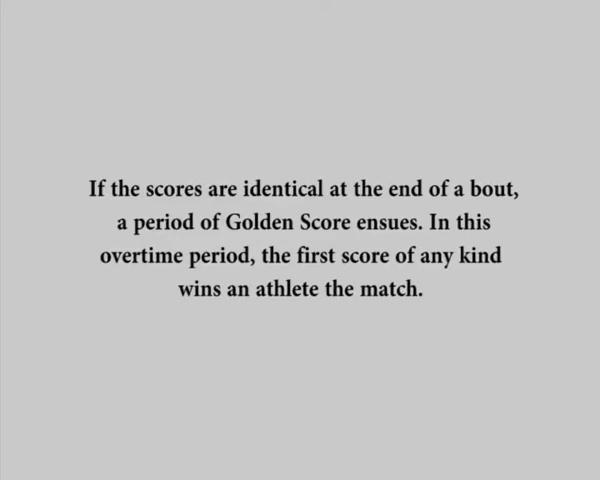 If the scores are identical at the end of a bout,
a period of Golden Score ensues. In this
overtime period, the first score of any kind
wins an athlete the match.